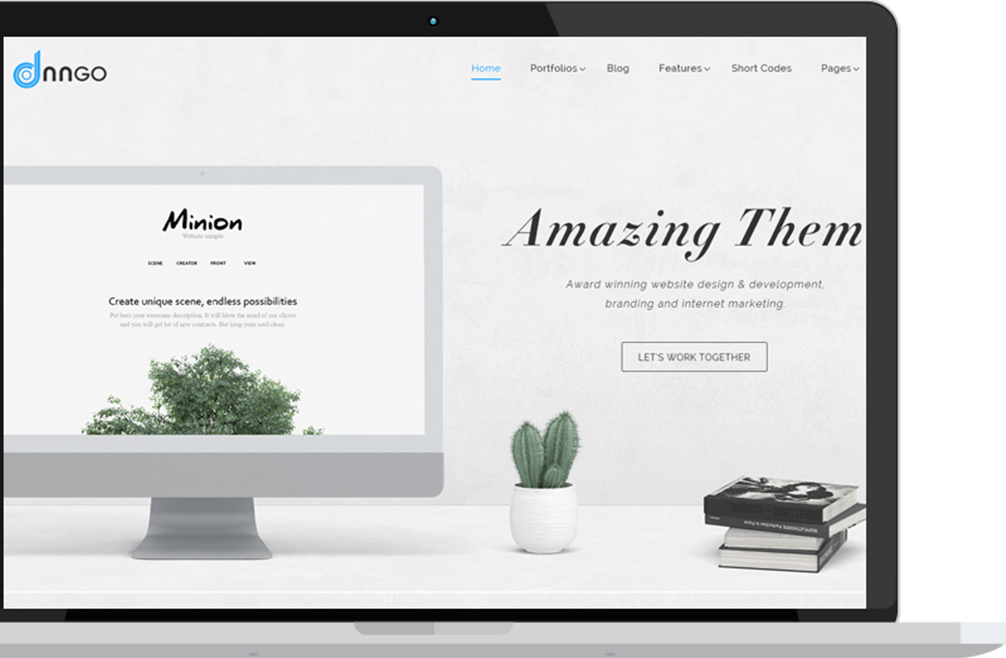 dnnGO
Home Portfolios Blog Features Short Codes Pages
Minion
Website sample
SCENE CREATOR FRONT VIEW
Create unique scene, endless possibilities
Put here your awesome description. It will blow the mind of our clients
and you will get lot of new contracts. But keep your soul clean.
Amazing Them
Award winning website design & development,
branding and internet marketing.
LET'S WORK TOGETHER